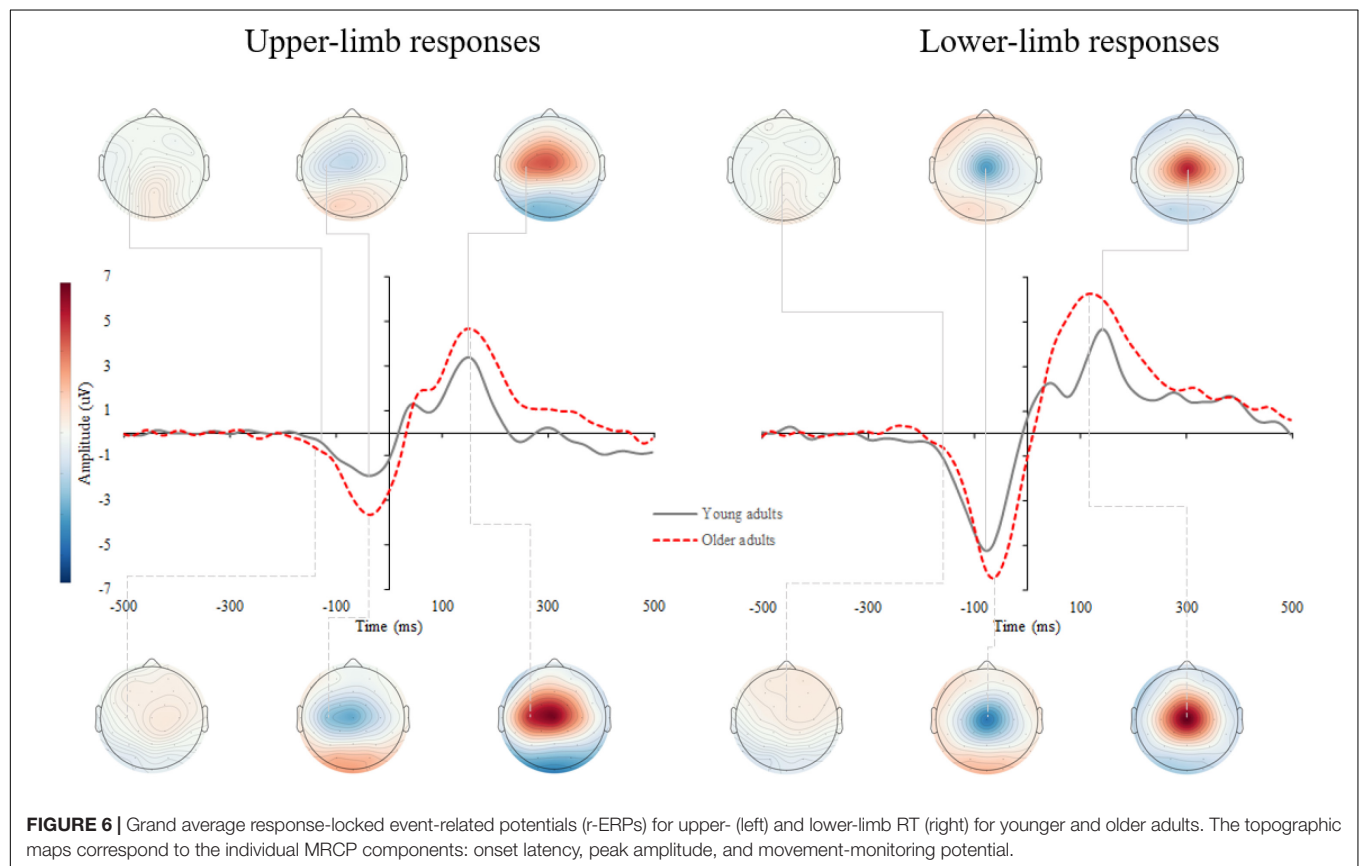 Upper-limb responses
Lower-limb responses
7
5
3
1
-1
-3
-5
-7
Amplitude (uV)
Young adults
Older adults
-500 -300 -100 100 300 500
Time (ms)
-500 -300 -100 100 300 500
Time (ms)
FIGURE 6 | Grand average response-locked event-related potentials (r-ERPs) for upper- (left) and lower-limb RT (right) for younger and older adults. The topographic
maps correspond to the individual MRCP components: onset latency, peak amplitude, and movement-monitoring potential.